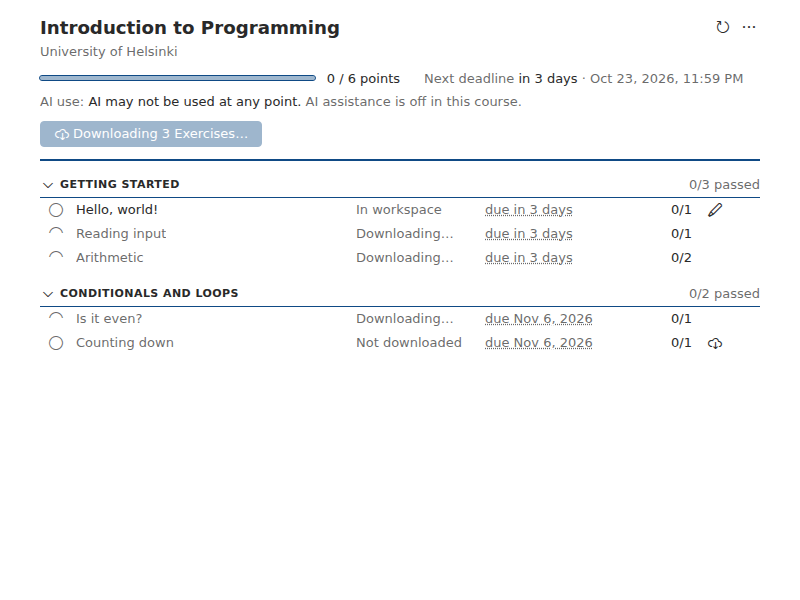 Introduction to Programming
University of Helsinki
0 / 6 points Next deadline in 3 days · Oct 23, 2026, 11:59 PM
AI use: AI may not be used at any point. AI assistance is off in this course.
Downloading 3 Exercises…
GETTING STARTED 0/3 passed
Hello, world! In workspace due in 3 days 0/1
Reading input Downloading… due in 3 days 0/1
Arithmetic Downloading… due in 3 days 0/2
CONDITIONALS AND LOOPS 0/2 passed
Is it even? Downloading… due Nov 6, 2026 0/1
Counting down Not downloaded due Nov 6, 2026 0/1